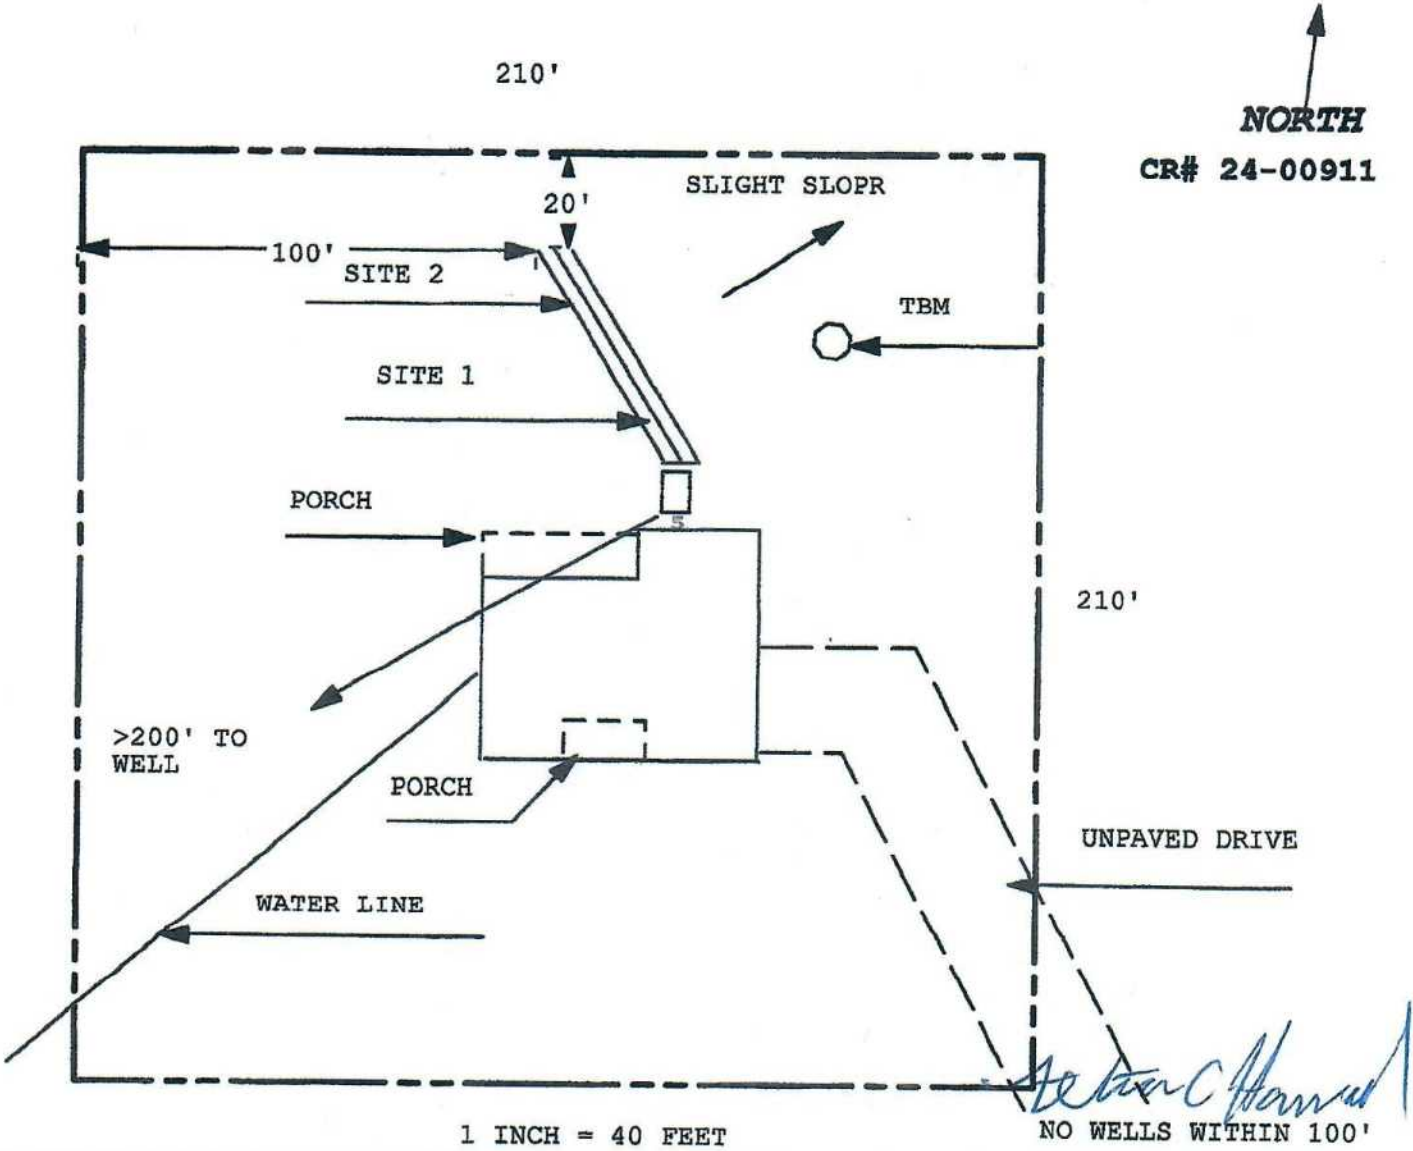 210'
NORTH
CR# 24-00911
SLIGHT SLOPR
20'
100'
SITE 2
TBM
SITE 1
PORCH
5
210'
>200' TO
WELL
PORCH
UNPAVED DRIVE
WATER LINE
1 INCH = 40 FEET
NO WELLS WITHIN 100'